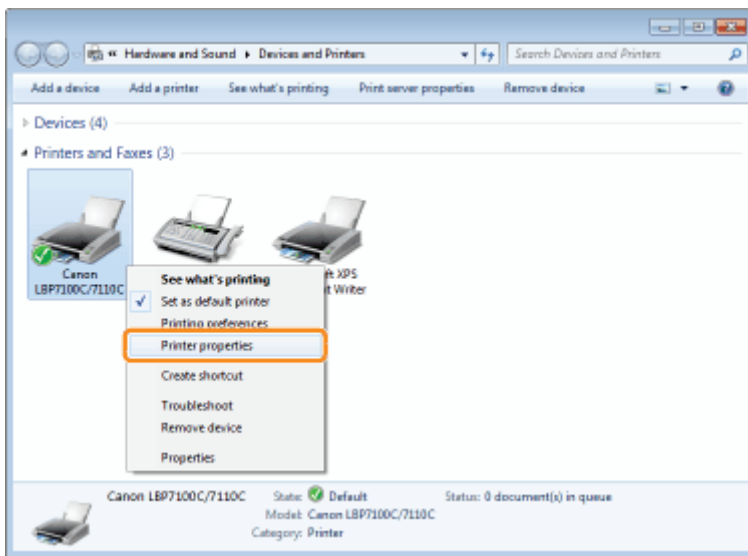 « Hardware and Sound ▸ Devices and Printers Search Devices and Printers
Add a device Add a printer See what's printing Print server properties Remove device
Devices (4)
Printers and Faxes (3)
Canon
LBP7100C/7110C
XPS
Writer
See what's printing
Set as default printer
Printing preferences
Printer properties
Create shortcut
Troubleshoot
Remove device
Properties
Canon LBP7100C/7110C State: Default Status: 0 document(s) in queue
Model: Canon LBP7100C/7110C
Category: Printer